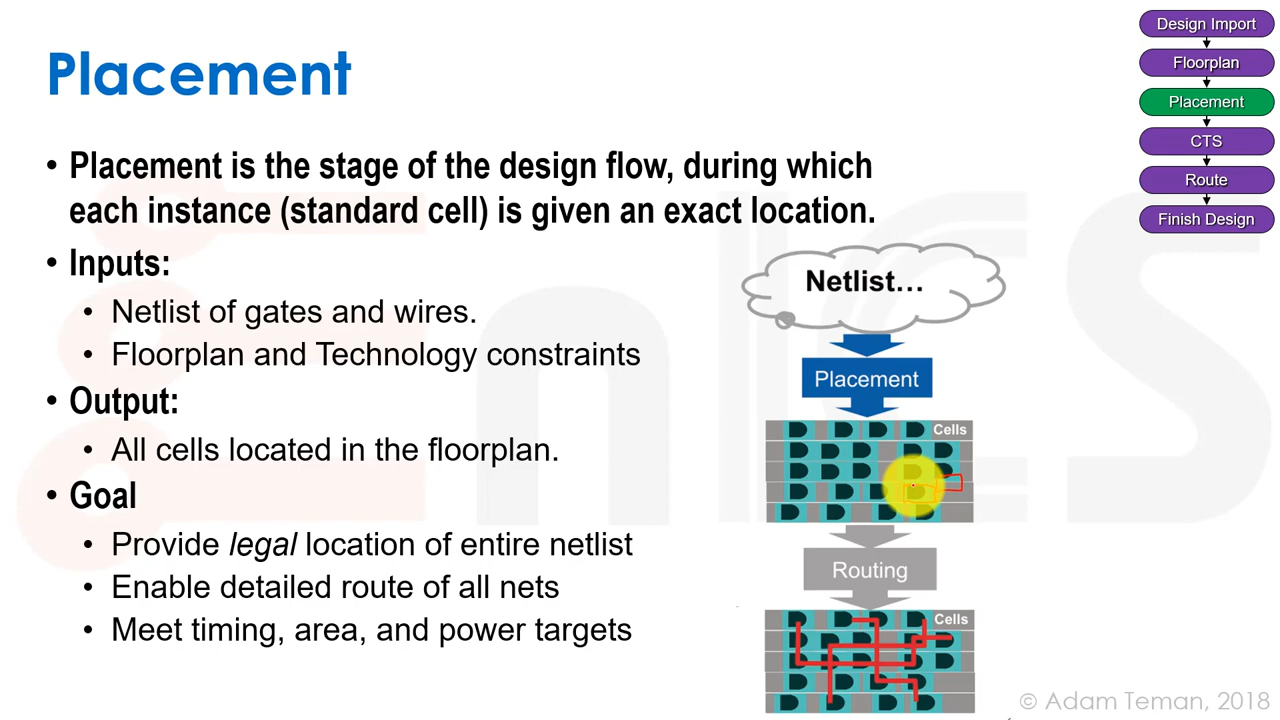 Placement
• Placement is the stage of the design flow, during which
each instance (standard cell) is given an exact location.
• Inputs:
• Netlist of gates and wires.
• Floorplan and Technology constraints
• Output:
• All cells located in the floorplan.
• Goal
• Provide legal location of entire netlist
• Enable detailed route of all nets
• Meet timing, area, and power targets
Design Import
Floorplan
Placement
CTS
Route
Finish Design
Netlist…
Placement
Cells
Routing
Cells
EnICS
© Adam Teman, 2018